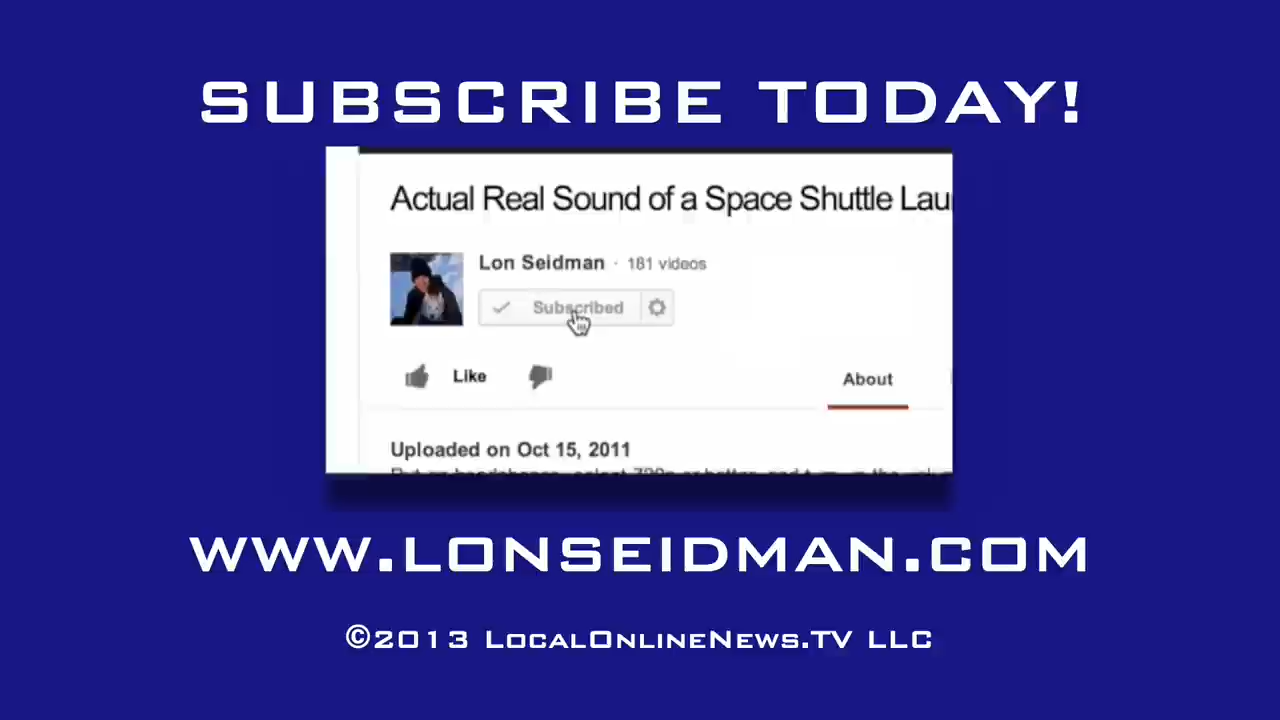 SUBSCRIBE TODAY!
Actual Real Sound of a Space Shuttle Lau
Lon Seidman · 181 videos
Subscribed
Like
About
Uploaded on Oct 15, 2011
WWW.LONSEIDMAN.COM
©2013 LOCALONLINENEWS.TV LLC